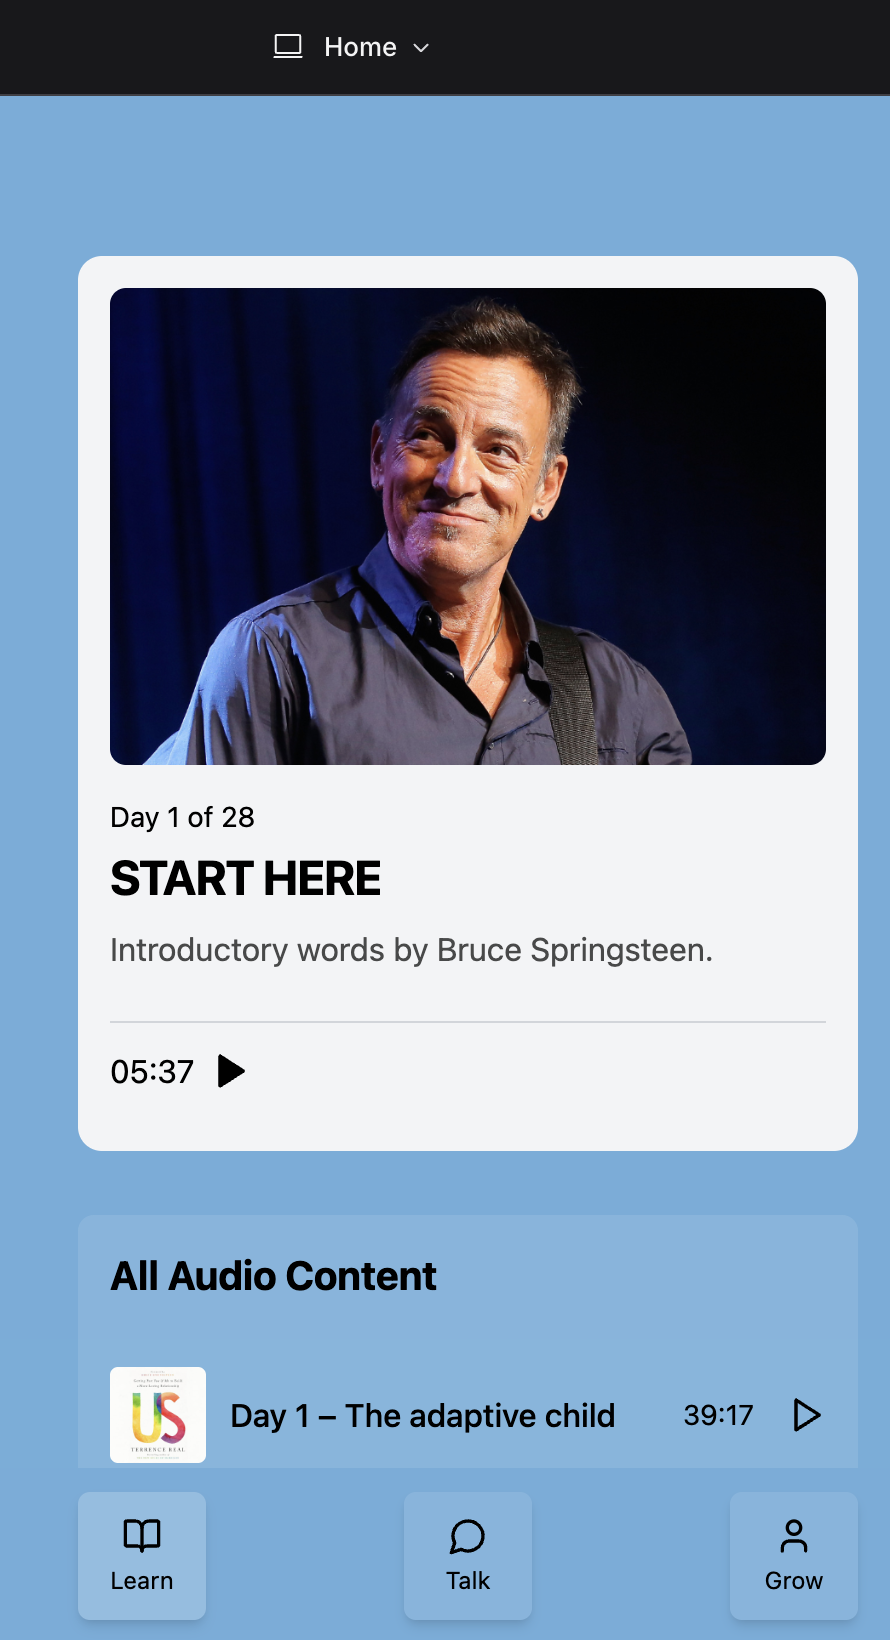 Home
Day 1 of 28
START HERE
Introductory words by Bruce Springsteen.
05:37
All Audio Content
US
TERRENCE REAL
Day 1 – The adaptive child
39:17
Learn
Talk
Grow